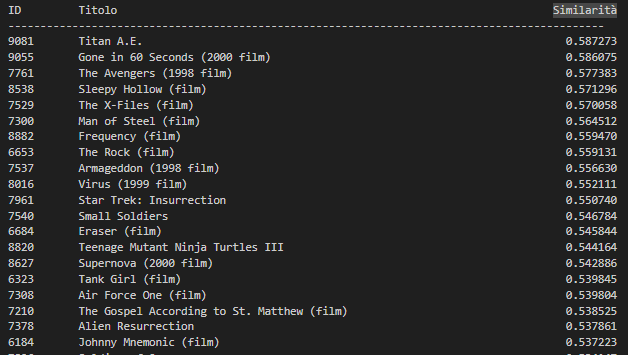 ID Titolo Similarità
--------------------------------------------------------------------------------
9081 Titan A.E. 0.587273
9055 Gone in 60 Seconds (2000 film) 0.586075
7761 The Avengers (1998 film) 0.577383
8538 Sleepy Hollow (film) 0.571296
7529 The X-Files (film) 0.570058
7300 Man of Steel (film) 0.564512
8882 Frequency (film) 0.559470
6653 The Rock (film) 0.559131
7537 Armageddon (1998 film) 0.556630
8016 Virus (1999 film) 0.552111
7961 Star Trek: Insurrection 0.550740
7540 Small Soldiers 0.546784
6684 Eraser (film) 0.545844
8820 Teenage Mutant Ninja Turtles III 0.544164
8627 Supernova (2000 film) 0.542886
6323 Tank Girl (film) 0.539845
7308 Air Force One (film) 0.539804
7210 The Gospel According to St. Matthew (film) 0.538525
7378 Alien Resurrection 0.537861
6184 Johnny Mnemonic (film) 0.537223